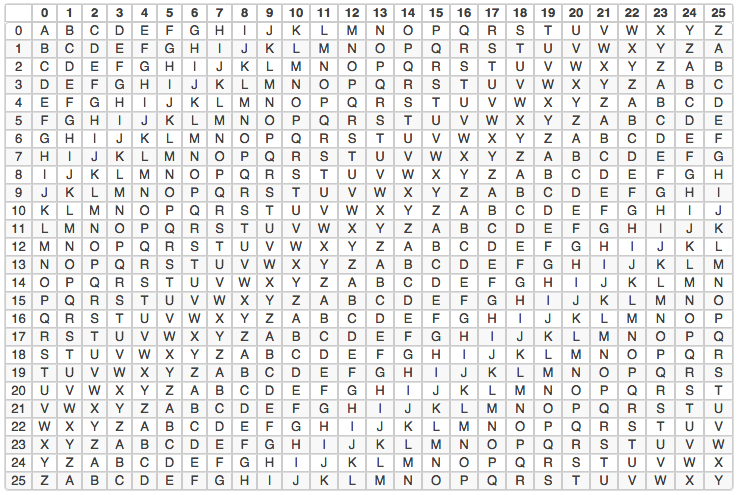 0 1 2 3 4 5 6 7 8 9 10 11 12 13 14 15 16 17 18 19 20 21 22 23 24 25
0 A B C D E F G H I J K L M N O P Q R S T U V W X Y Z
1 B C D E F G H I J K L M N O P Q R S T U V W X Y Z A
2 C D E F G H I J K L M N O P Q R S T U V W X Y Z A B
3 D E F G H I J K L M N O P Q R S T U V W X Y Z A B C
4 E F G H I J K L M N O P Q R S T U V W X Y Z A B C D
5 F G H I J K L M N O P Q R S T U V W X Y Z A B C D E
6 G H I J K L M N O P Q R S T U V W X Y Z A B C D E F
7 H I J K L M N O P Q R S T U V W X Y Z A B C D E F G
8 I J K L M N O P Q R S T U V W X Y Z A B C D E F G H
9 J K L M N O P Q R S T U V W X Y Z A B C D E F G H I
10 K L M N O P Q R S T U V W X Y Z A B C D E F G H I J
11 L M N O P Q R S T U V W X Y Z A B C D E F G H I J K
12 M N O P Q R S T U V W X Y Z A B C D E F G H I J K L
13 N O P Q R S T U V W X Y Z A B C D E F G H I J K L M
14 O P Q R S T U V W X Y Z A B C D E F G H I J K L M N
15 P Q R S T U V W X Y Z A B C D E F G H I J K L M N O
16 Q R S T U V W X Y Z A B C D E F G H I J K L M N O P
17 R S T U V W X Y Z A B C D E F G H I J K L M N O P Q
18 S T U V W X Y Z A B C D E F G H I J K L M N O P Q R
19 T U V W X Y Z A B C D E F G H I J K L M N O P Q R S
20 U V W X Y Z A B C D E F G H I J K L M N O P Q R S T
21 V W X Y Z A B C D E F G H I J K L M N O P Q R S T U
22 W X Y Z A B C D E F G H I J K L M N O P Q R S T U V
23 X Y Z A B C D E F G H I J K L M N O P Q R S T U V W
24 Y Z A B C D E F G H I J K L M N O P Q R S T U V W X
25 Z A B C D E F G H I J K L M N O P Q R S T U V W X Y